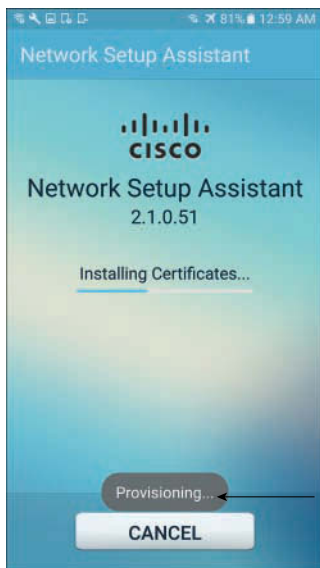 81% 12:59 AM
Network Setup Assistant
CISCO
Network Setup Assistant
2.1.0.51
Installing Certificates...
Provisioning...
CANCEL